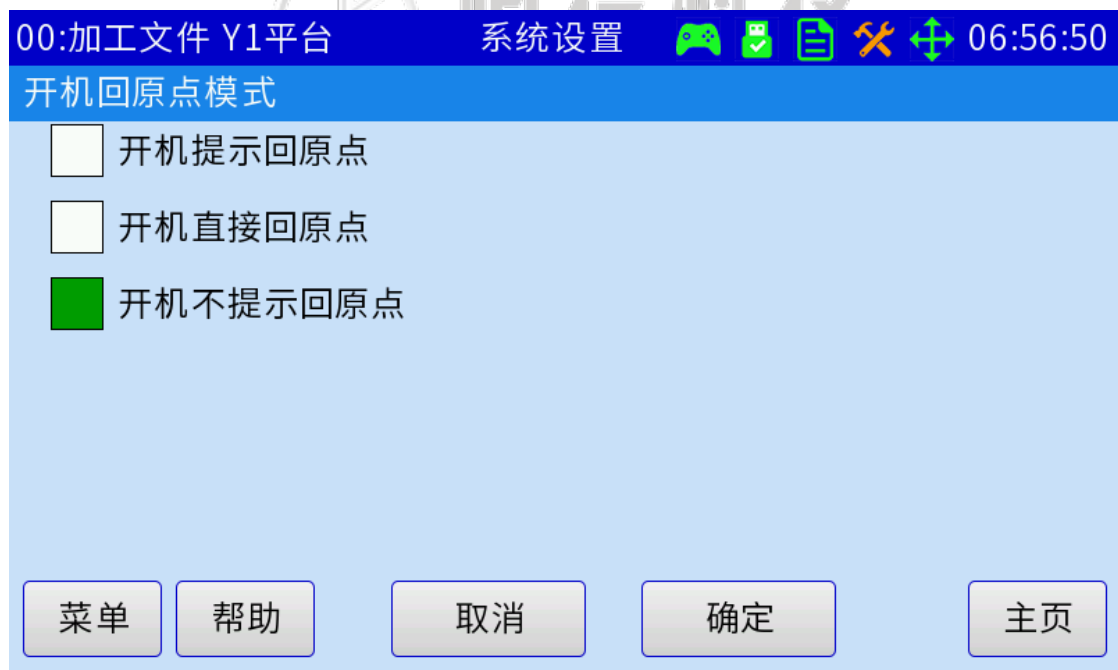 00:加工文件 Y1平台 系统设置 06:56:50
开机回原点模式
开机提示回原点
开机直接回原点
开机不提示回原点
菜单 帮助 取消 确定 主页